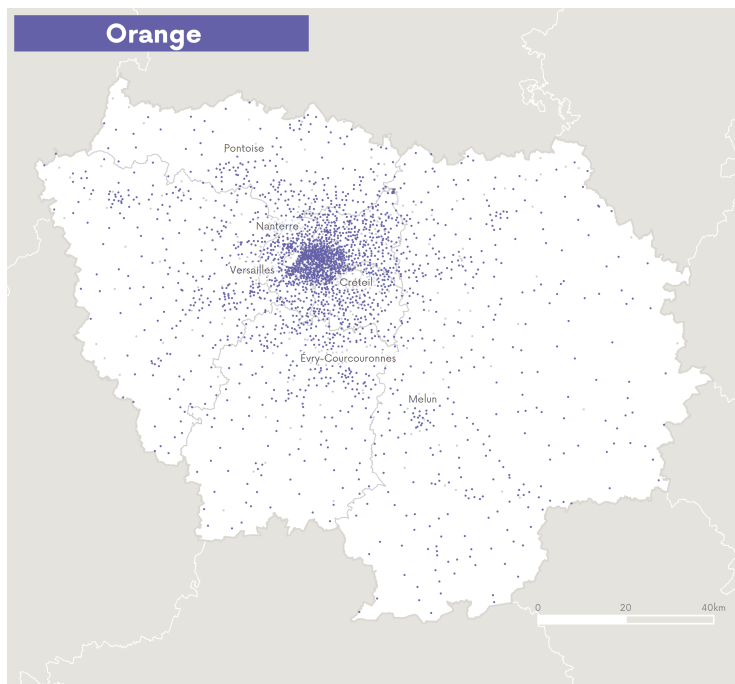 Orange
Pontoise
Nanterre
Versailles
Créteil
Évry-Courcouronnes
Melun
0 20 40km